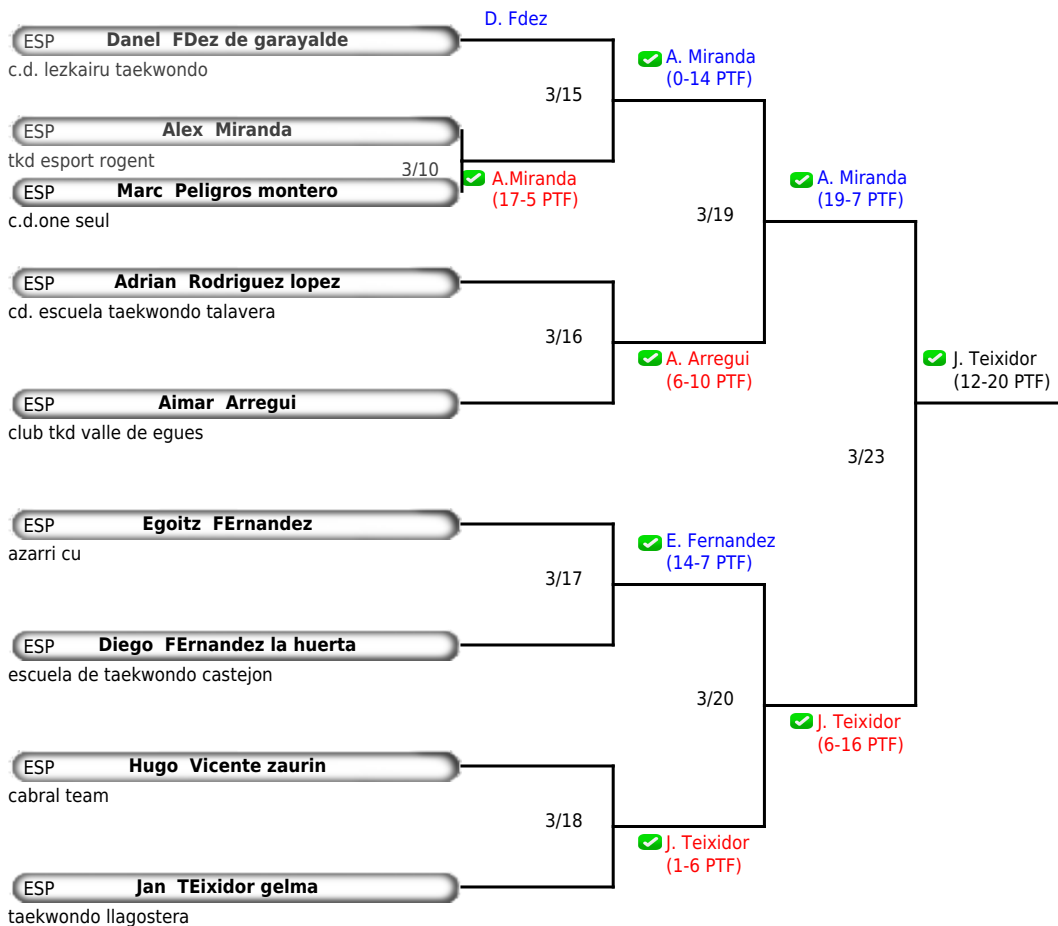 D. Fdez
ESP Danel FDez de garayalde
c.d. lezkairu taekwondo
A. Miranda
(0-14 PTF)
3/15
ESP Alex Miranda
tkd esport rogent
3/10
ESP Marc Peligros montero
c.d.one seul
A.Miranda
(17-5 PTF)
A. Miranda
(19-7 PTF)
3/19
ESP Adrian Rodriguez lopez
cd. escuela taekwondo talavera
3/16
A. Arregui
(6-10 PTF)
J. Teixidor
(12-20 PTF)
ESP Aimar Arregui
club tkd valle de egues
3/23
ESP Egoitz FErnandez
azarri cu
E. Fernandez
(14-7 PTF)
3/17
ESP Diego FErnandez la huerta
escuela de taekwondo castejon
3/20
J. Teixidor
(6-16 PTF)
ESP Hugo Vicente zaurin
cabral team
3/18
J. Teixidor
(1-6 PTF)
ESP Jan TEixidor gelma
taekwondo llagostera